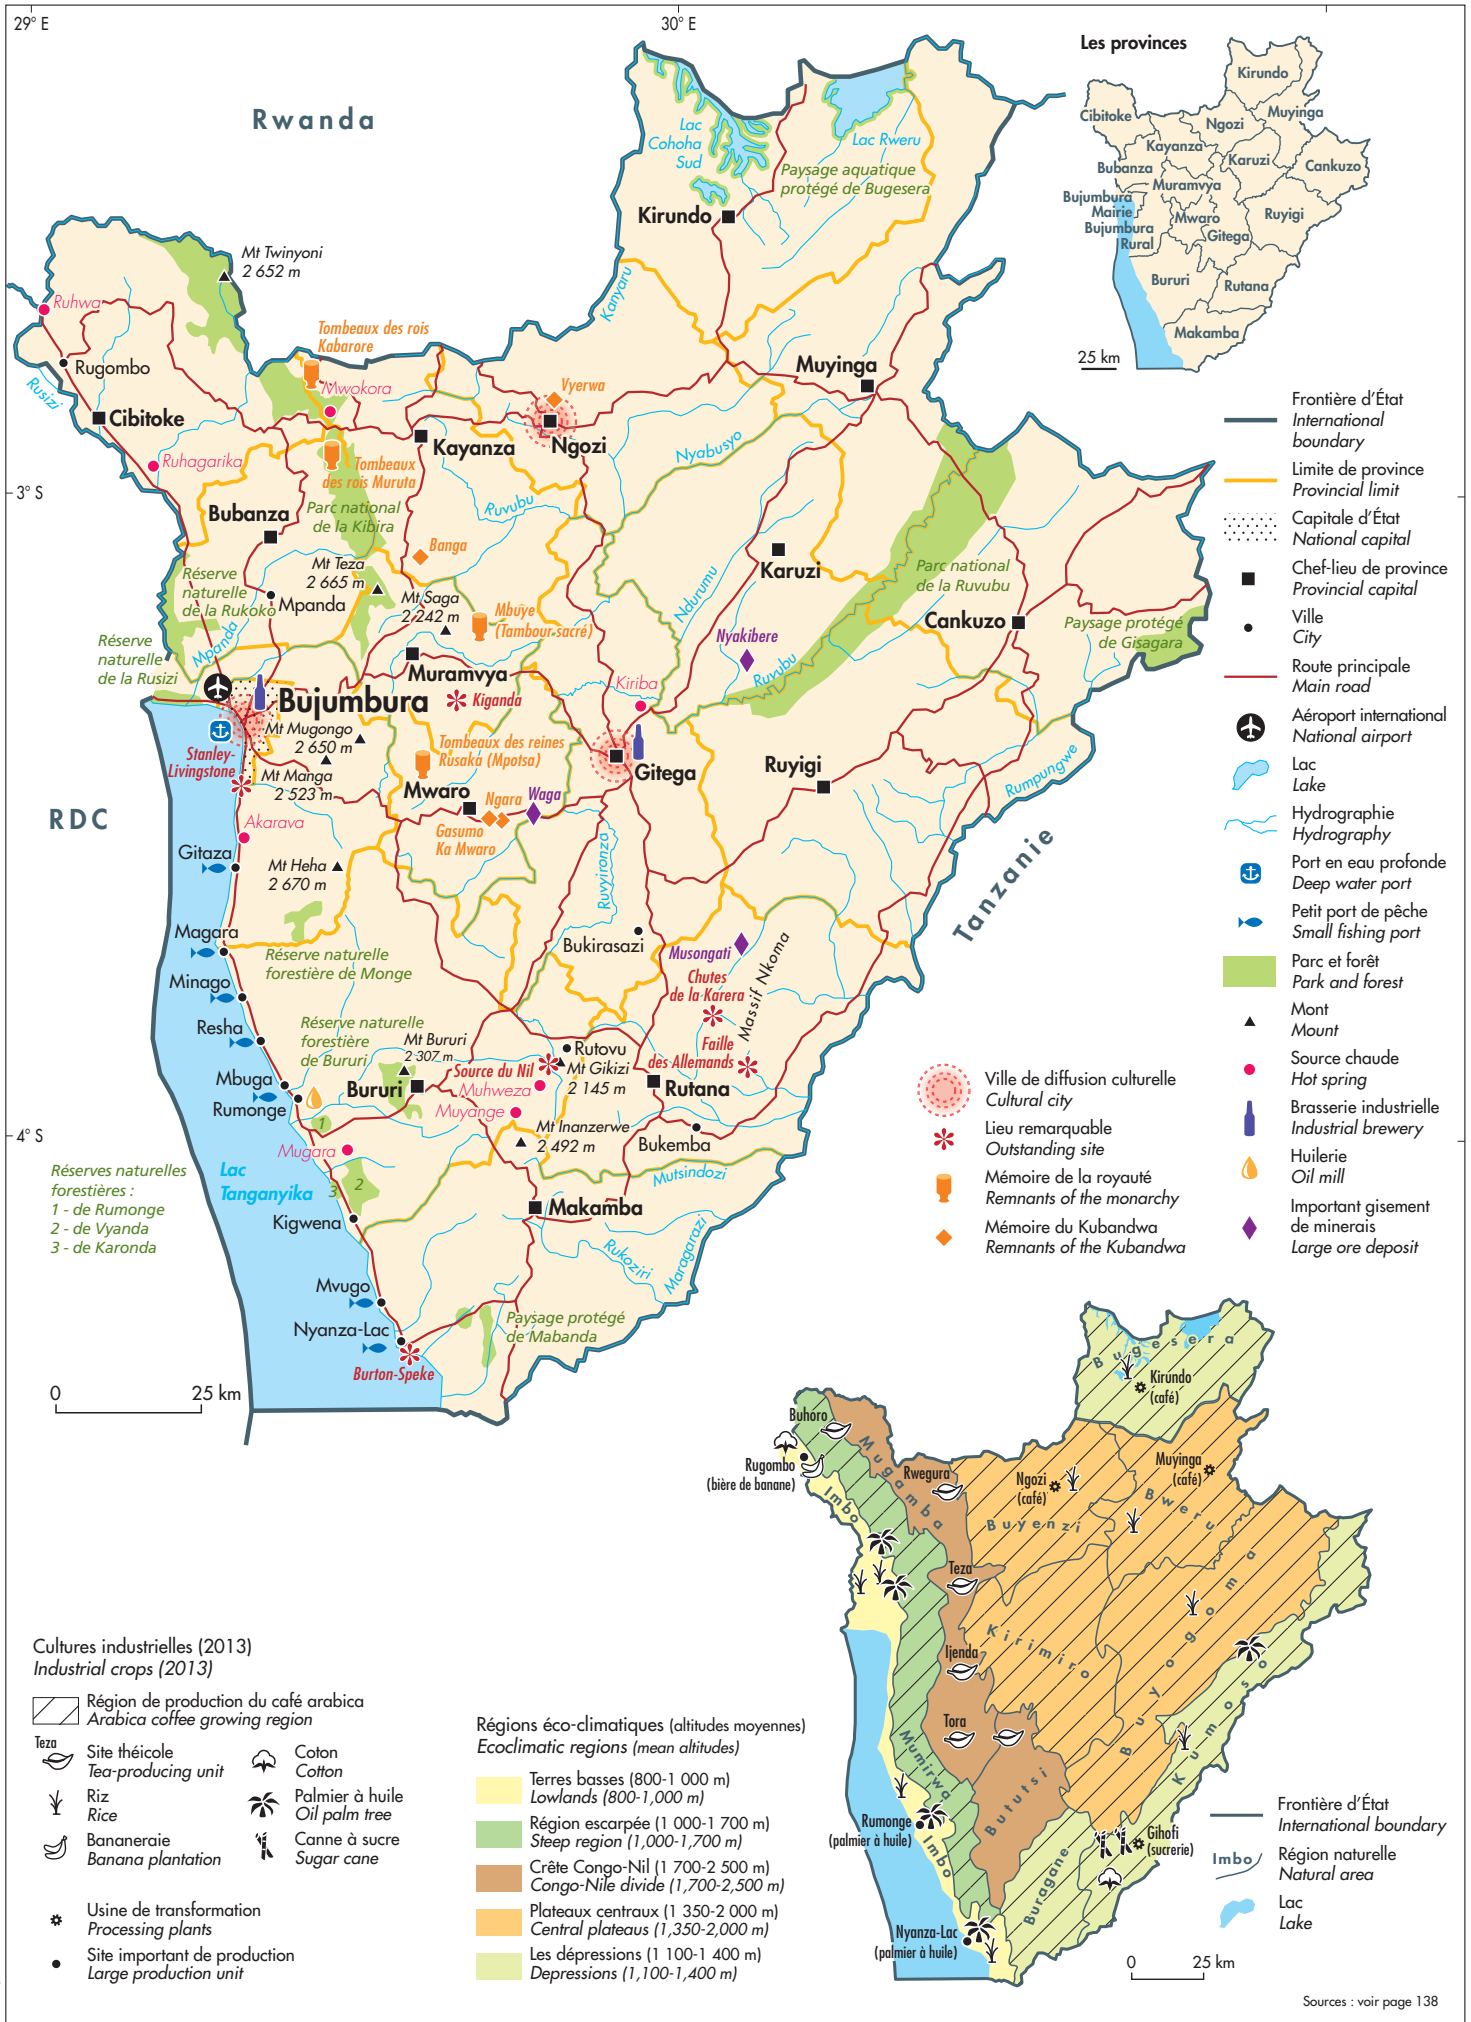 29° E
30° E
Rwanda
Lac
Cohoha
Sud
Lac Rweru
Paysage aquatique
protégé de Bugesera
Kirundo
Mt Twinyoni
2 652 m
Ruhwa
Rugombo
Rusizi
Cibitoke
Ruhagarika
Tombeaux des rois
Kabarore
Mwokora
Kanyaru
Vyerwa
Muyinga
Kayanza
Ngozi
Tombeaux
des rois Muruta
Nyabusyo
3° S
Bubanza
Parc national
de la Kibira
Ruvubu
Banga
Mt Teza
2 665 m
Karuzi
Parc national
de la Ruvubu
Réserve
naturelle
de la Rukoko
Mpanda
Mt Saga
2 242 m
Mbuye
(Tambour sacré)
Ndurumu
Cankuzo
Paysage protégé
de Gisagara
Réserve
naturelle
de la Rusizi
Mpanda
Muramvya
Nyakibere
Ruvubu
Kiriba
Kiganda
Bujumbura
Mt Mugongo
2 650 m
Stanley-
Livingstone
Mt Manga
2 523 m
Tombeaux des reines
Rusaka (Mpotsa)
Gitega
Ruyigi
Rumpungwe
RDC
Mwaro
Ngara
Waga
Gasumo
Ka Mwaro
Akarava
Gitaza
Mt Heha
2 670 m
Ruvyironza
Tanzanie
Magara
Réserve naturelle
forestière de Monge
Bukirasazi
Musongati
Massif Nkoma
Minago
Chutes
de la Karera
Resha
Réserve naturelle
forestière
de Bururi
Mt Bururi
2 307 m
Source du Nil
Rutovu
Mt Gikizi
2 145 m
Faille
des Allemands
Mbuga
Rumonge
Bururi
Muhweza
Muyange
Rutana
1
Mt Inanzerwe
2 492 m
Bukemba
4° S
Mugara
Lac
Tanganyika
2
3
Mutsindozi
Réserves naturelles
forestières :
1 - de Rumonge
2 - de Vyanda
3 - de Karonda
Kigwena
Makamba
Rukoziri
Maragarazi
Mvugo
Nyanza-Lac
Paysage protégé
de Mabanda
Burton-Speke
0 25 km
Les provinces
Kirundo
Cibitoke
Ngozi
Muyinga
Kayanza
Karuzi
Cankuzo
Bubanza
Muramvya
Bujumbura
Mairie
Mwaro
Ruyigi
Bujumbura
Rural
Gitega
Bururi
Rutana
Makamba
25 km
Frontière d’État
International
boundary
Limite de province
Provincial limit
Capitale d’État
National capital
Chef-lieu de province
Provincial capital
Ville
City
Route principale
Main road
Aéroport international
National airport
Lac
Lake
Hydrographie
Hydrography
Port en eau profonde
Deep water port
Petit port de pêche
Small fishing port
Parc et forêt
Park and forest
Mont
Mount
Source chaude
Hot spring
Brasserie industrielle
Industrial brewery
Huilerie
Oil mill
Important gisement
de minerais
Large ore deposit
Ville de diffusion culturelle
Cultural city
Lieu remarquable
Outstanding site
Mémoire de la royauté
Remnants of the monarchy
Mémoire du Kubandwa
Remnants of the Kubandwa
Bugesera
Kirundo
(café)
Buhoro
Mugamba
Rugombo
(bière de banane)
Imbo
Rwegura
Ngozi
(café)
Muyinga
(café)
Buyenzi
Bweru
Teza
Kirimiro
Buyogoma
Ijenda
Tora
Kumoso
Mumirwa
Bututsi
Rumonge
(palmier à huile)
Imbo
Gihofi
(sucrerie)
Buragane
Nyanza-Lac
(palmier à huile)
0 25 km
Frontière d’État
International boundary
Imbo
Région naturelle
Natural area
Lac
Lake
Cultures industrielles (2013)
Industrial crops (2013)
Région de production du café arabica
Arabica coffee growing region
Teza
Site théicole
Tea-producing unit
Coton
Cotton
Riz
Rice
Palmier à huile
Oil palm tree
Bananeraie
Banana plantation
Canne à sucre
Sugar cane
Usine de transformation
Processing plants
Site important de production
Large production unit
Régions éco-climatiques (altitudes moyennes)
Ecoclimatic regions (mean altitudes)
Terres basses (800-1 000 m)
Lowlands (800-1,000 m)
Région escarpée (1 000-1 700 m)
Steep region (1,000-1,700 m)
Crête Congo-Nil (1 700-2 500 m)
Congo-Nile divide (1,700-2,500 m)
Plateaux centraux (1 350-2 000 m)
Central plateaus (1,350-2,000 m)
Les dépressions (1 100-1 400 m)
Depressions (1,100-1,400 m)
Sources : voir page 138